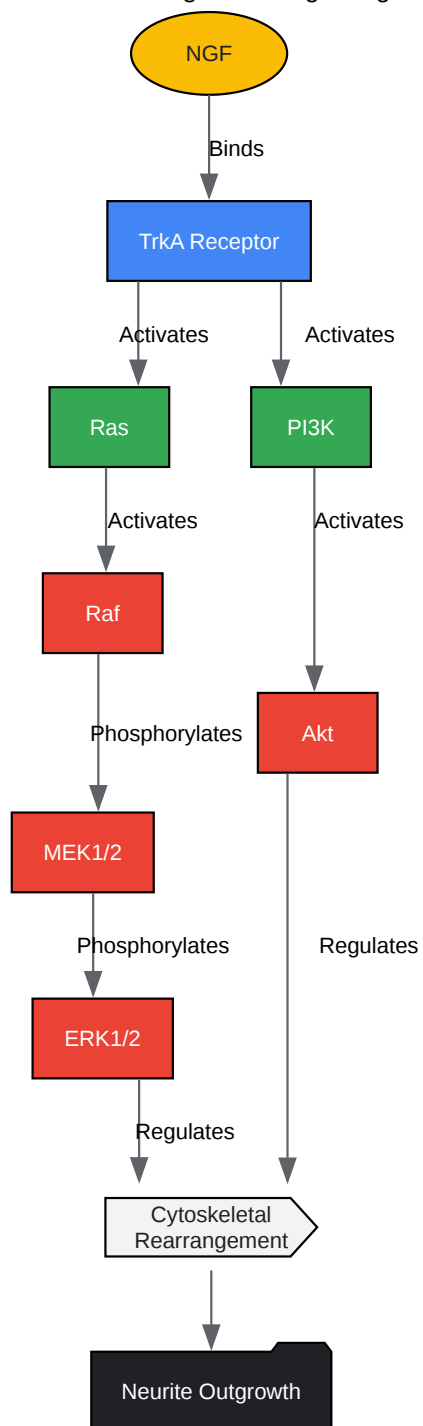 NGF
Binds
TrkA Receptor
Activates
Activates
Ras
PI3K
Activates
Activates
Raf
Phosphorylates
Akt
MEK1/2
Phosphorylates
Regulates
ERK1/2
Regulates
Cytoskeletal
Rearrangement
Neurite Outgrowth